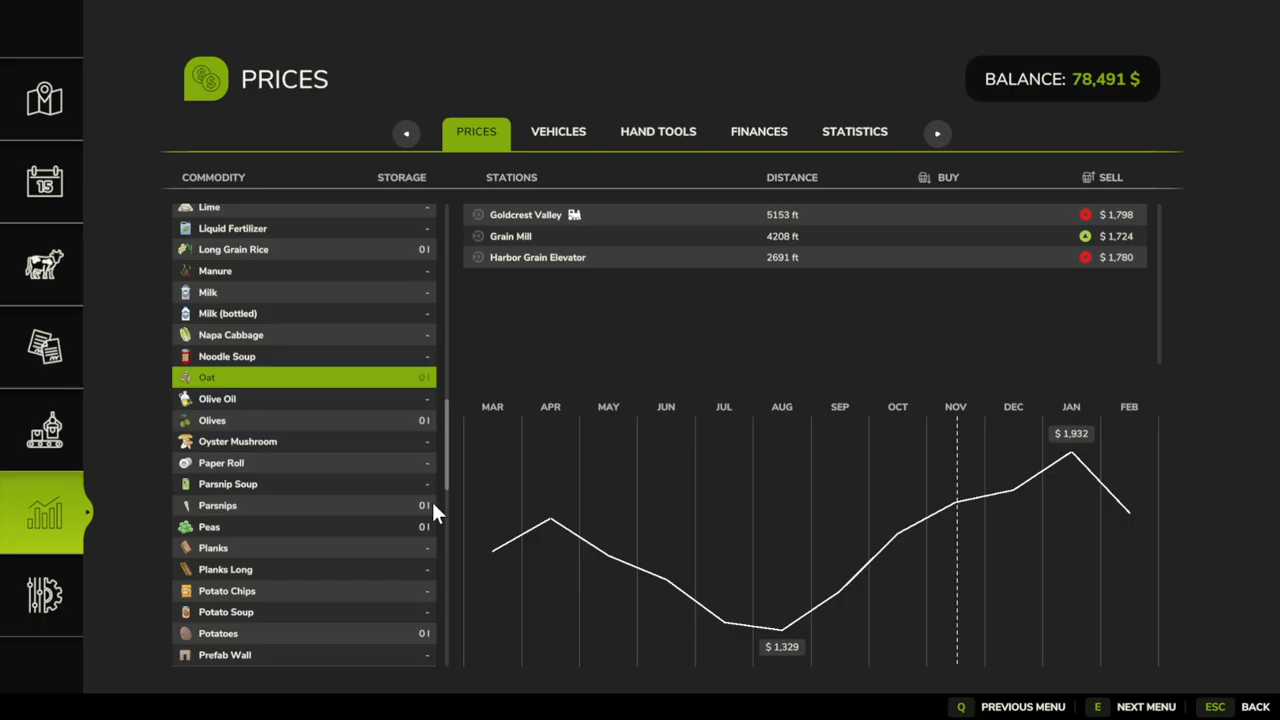 PRICES
BALANCE: 78,491 $
PRICES VEHICLES HAND TOOLS FINANCES STATISTICS
COMMODITY STORAGE STATIONS DISTANCE BUY SELL
Lime
Liquid Fertilizer -
Long Grain Rice 0 l
Manure -
Milk -
Milk (bottled) -
Napa Cabbage -
Noodle Soup -
Oat 0 l
Olive Oil -
Olives 0 l
Oyster Mushroom -
Paper Roll -
Parsnip Soup -
Parsnips 0 l
Peas 0 l
Planks -
Planks Long -
Potato Chips -
Potato Soup -
Potatoes 0 l
Prefab Wall -
Goldcrest Valley 5153 ft $ 1,798
Grain Mill 4208 ft $ 1,724
Harbor Grain Elevator 2691 ft $ 1,780
MAR APR MAY JUN JUL AUG SEP OCT NOV DEC JAN FEB
$ 1,932
$ 1,329
15
Q PREVIOUS MENU E NEXT MENU ESC BACK